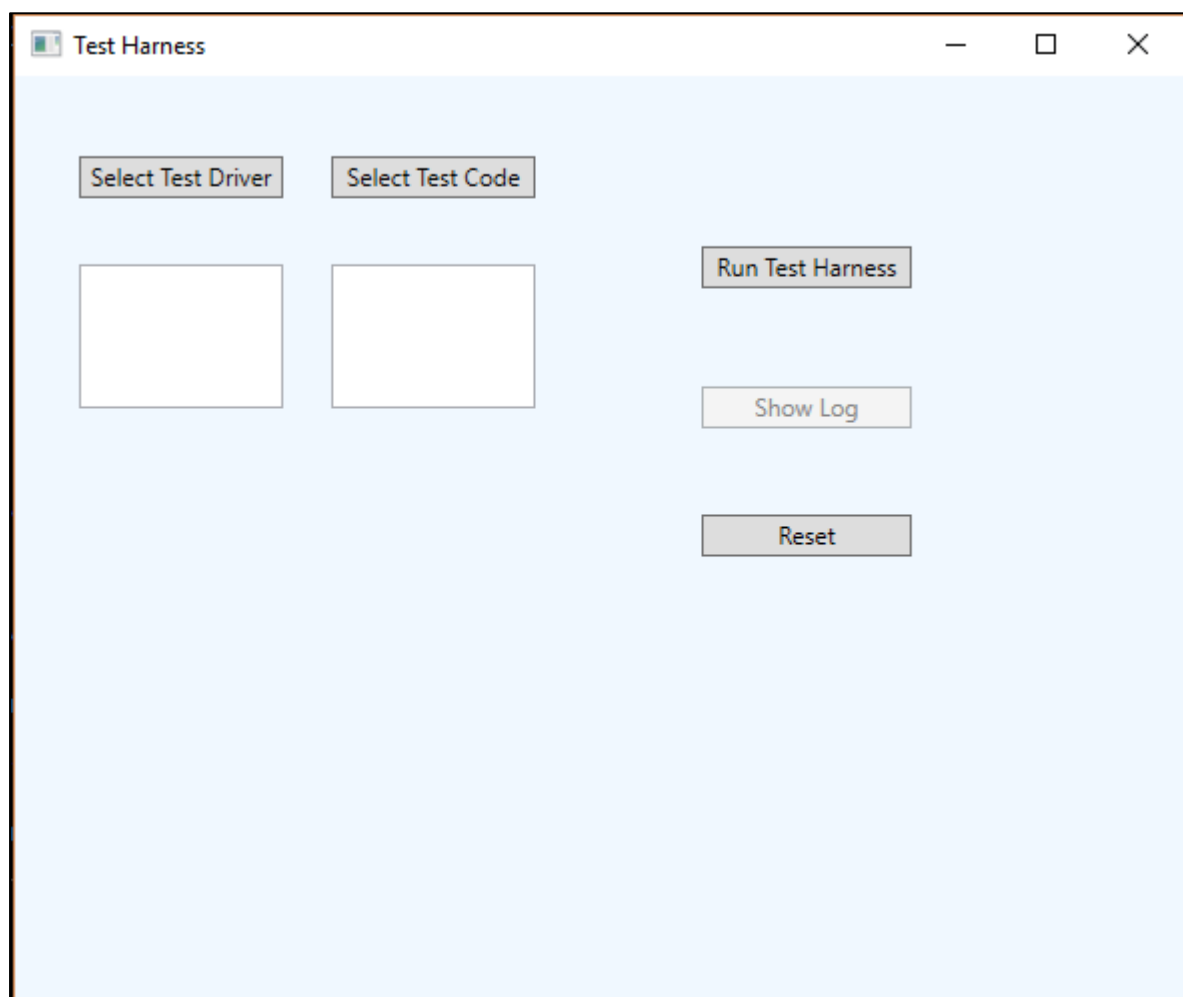 Test Harness
Select Test Driver
Select Test Code
Run Test Harness
Show Log
Reset